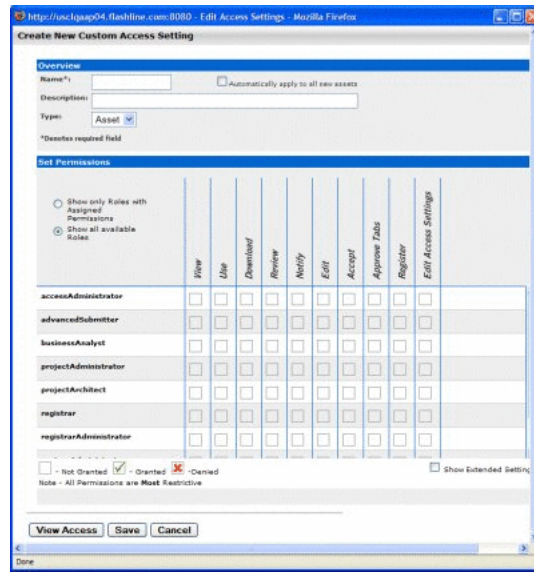 http://usclqaap04.flashline.com:8080 - Edit Access Settings - Mozilla Firefox
Create New Custom Access Setting
Overview
Name*:
Automatically apply to all new assets
Description:
Type:
Asset
*Denotes required field
Set Permissions
Show only Roles with
Assigned
Permissions
Show all available
Roles
View
Use
Download
Review
Notify
Edit
Accept
Approve Tabs
Register
Edit Access Settings
accessAdministrator
advancedSubmitter
businessAnalyst
projectAdministrator
projectArchitect
registrar
registrarAdministrator
- Not Granted - Granted -Denied
Show Extended Setting
Note - All Permissions are Most Restrictive
View Access Save Cancel
Done